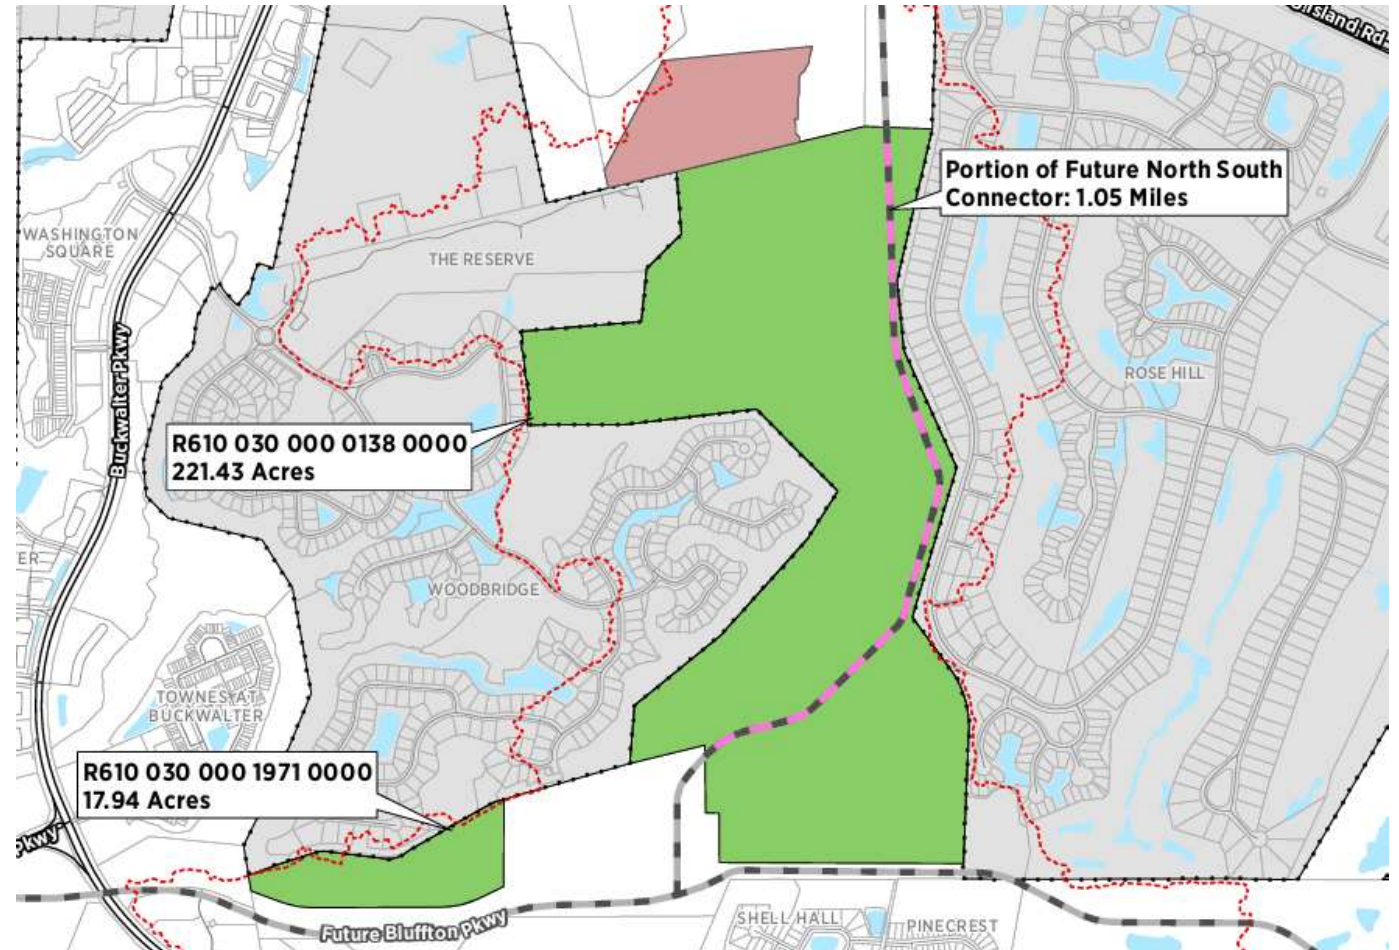 Island Rd.
Portion of Future North South
Connector: 1.05 Miles
WASHINGTON
SQUARE
THE RESERVE
Buckwalter Pkwy
ROSE HILL
R610 030 000 0138 0000
221.43 Acres
ER
WOODBRIDGE
TOWNES AT
BUCKWALTER
R610 030 000 1971 0000
17.94 Acres
Pkwy
Future Bluffton Pkwy
SHELL HALL
PINECREST